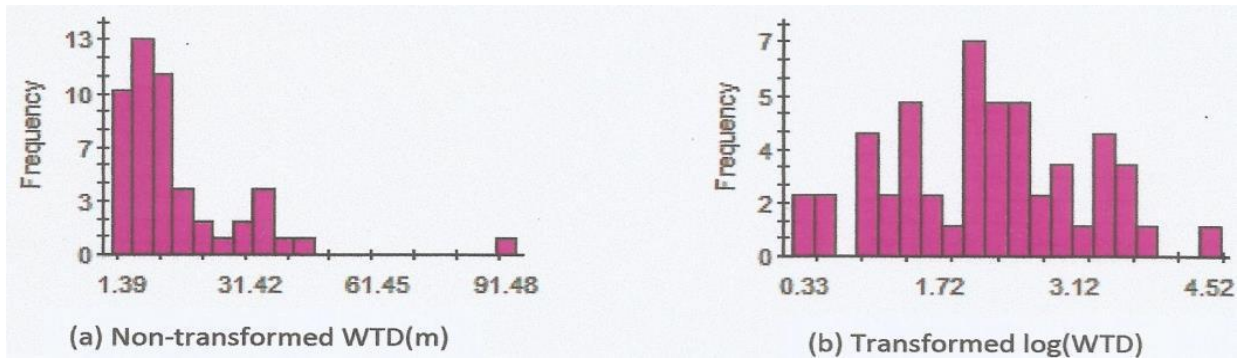 13
10
7
3
0
Frequency
1.39 31.42 61.45 91.48
(a) Non-transformed WTD(m)
7
5
4
2
0
Frequency
0.33 1.72 3.12 4.52
(b) Transformed log(WTD)